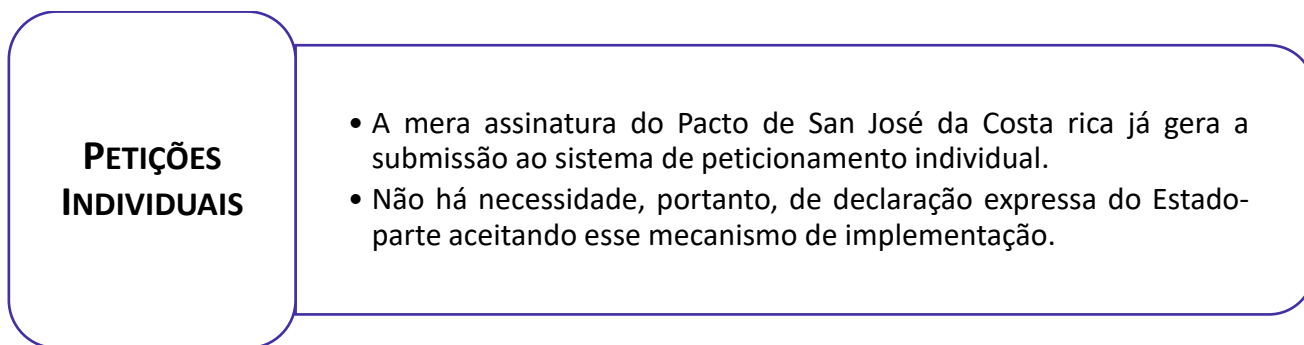 PETIÇÕES
INDIVIDUAIS
• A mera assinatura do Pacto de San José da Costa rica já gera a
submissão ao sistema de peticionamento individual.
• Não há necessidade, portanto, de declaração expressa do Estado-
parte aceitando esse mecanismo de implementação.